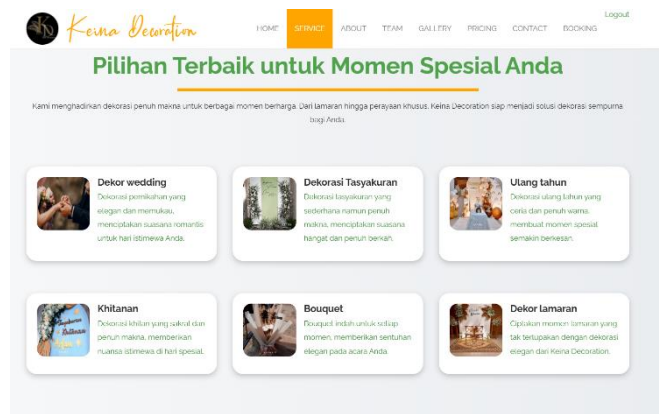 Logout
KD Keina Decoration HOME SERVICE ABOUT TEAM GALLERY PRICING CONTACT BOOKING
Pilihan Terbaik untuk Momen Spesial Anda
Kami menghadirkan dekorasi penuh makna untuk berbagai momen berharga. Dari lamaran hingga perayaan khusus, Keina Decoration siap menjadi solusi dekorasi sempurna
bagi Anda.
Dekor wedding
Dekorasi pernikahan yang
elegan dan memukau,
menciptakan suasana romantis
untuk hari istimewa Anda.
Dekorasi Tasyakuran
Dekorasi tasyakuran yang
sederhana namun penuh
makna, menciptakan suasana
hangat dan penuh berkah.
Ulang tahun
Dekorasi ulang tahun yang
ceria dan penuh warna,
membuat momen spesial
semakin berkesan.
Khitanan
Dekorasi khitan yang sakral dan
penuh makna, memberikan
nuansa istimewa di hari spesial.
Bouquet
Bouquet indah untuk setiap
momen, memberikan sentuhan
elegan pada acara Anda.
Dekor lamaran
Ciptakan momen lamaran yang
tak terlupakan dengan dekorasi
elegan dari Keina Decoration.